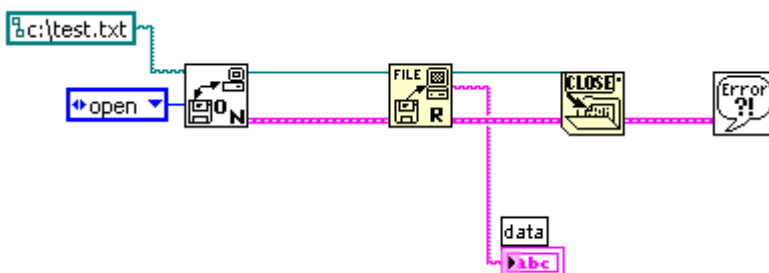 c:\test.txt
open
O
N
FILE
R
CLOSE
Error
?!
data
abc